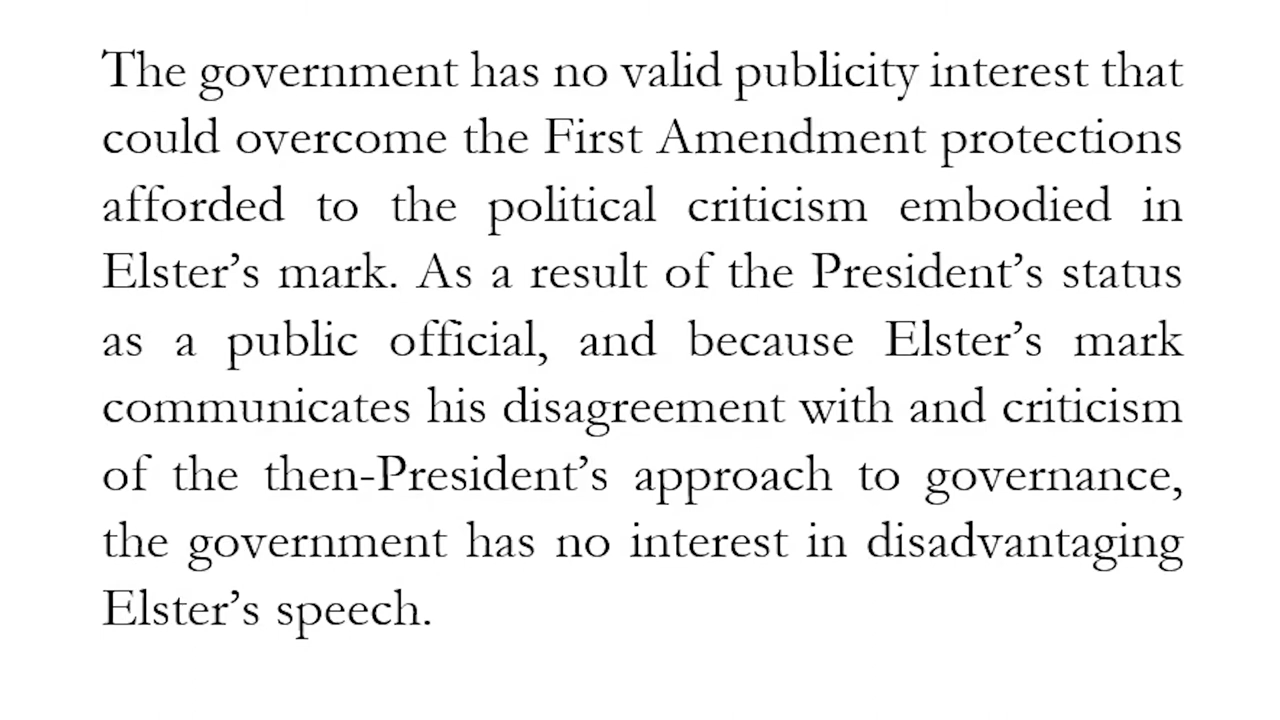 The government has no valid publicity interest that
could overcome the First Amendment protections
afforded to the political criticism embodied in
Elster’s mark. As a result of the President’s status
as a public official, and because Elster’s mark
communicates his disagreement with and criticism
of the then-President’s approach to governance,
the government has no interest in disadvantaging
Elster’s speech.